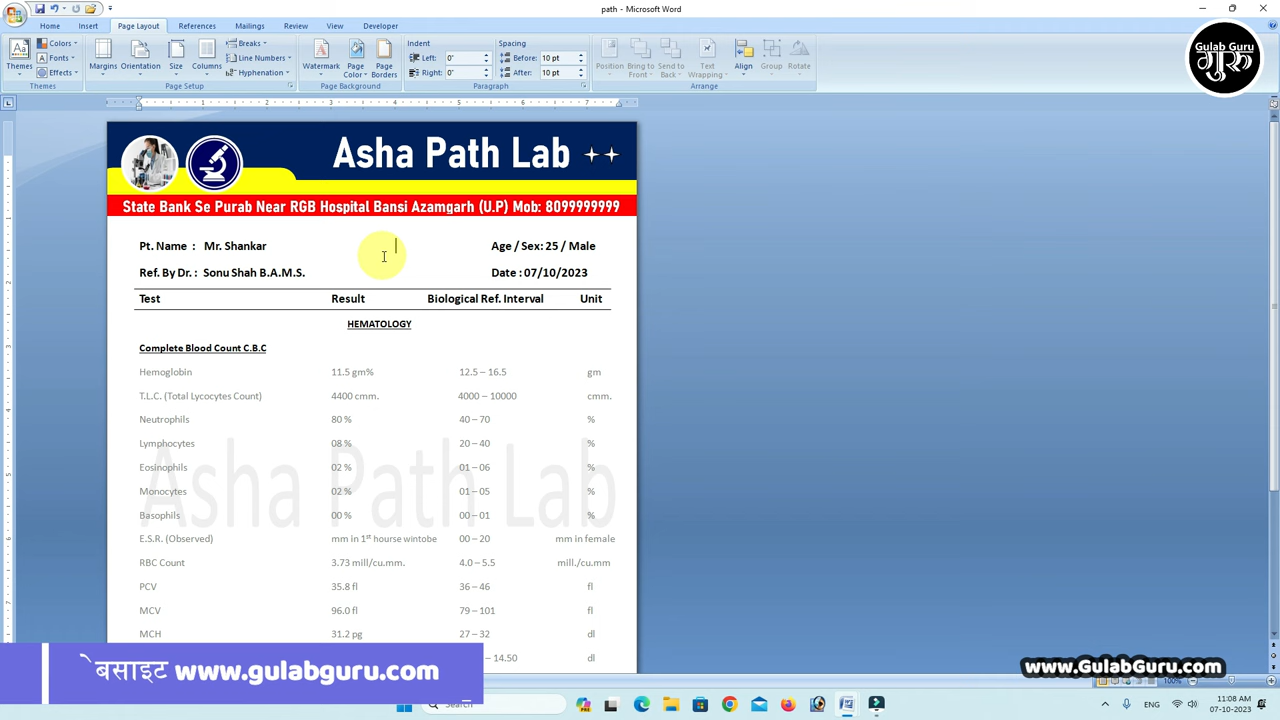 path - Microsoft Word
Home Insert Page Layout References Mailings Review View Developer
Themes Colors Fonts Effects Themes
Margins Orientation Size Columns Breaks Line Numbers Hyphenation Page Setup
Watermark Page Color Page Borders Page Background
Indent Left: 0" Right: 0" Spacing Before: 10 pt After: 10 pt Paragraph
Position Bring to Front Send to Back Text Wrapping Align Group Rotate Arrange
Gulab Guru
गुरु
Asha Path Lab
State Bank Se Purab Near RGB Hospital Bansi Azamgarh (U.P) Mob: 8099999999
Pt. Name : Mr. Shankar Age / Sex: 25 / Male
Ref. By Dr. : Sonu Shah B.A.M.S. Date : 07/10/2023
Test Result Biological Ref. Interval Unit
HEMATOLOGY
Complete Blood Count C.B.C
Hemoglobin 11.5 gm% 12.5 – 16.5 gm
T.L.C. (Total Lycocytes Count) 4400 cmm. 4000 – 10000 cmm.
Neutrophils 80 % 40 – 70 %
Lymphocytes 08 % 20 – 40 %
Eosinophils 02 % 01 – 06 %
Monocytes 02 % 01 – 05 %
Basophils 00 % 00 – 01 %
E.S.R. (Observed) mm in 1st hourse wintobe 00 – 20 mm in female
RBC Count 3.73 mill/cu.mm. 4.0 – 5.5 mill./cu.mm
PCV 35.8 fl 36 – 46 fl
MCV 96.0 fl 79 – 101 fl
MCH 31.2 pg 27 – 32 dl
– 14.50 dl
Asha Path Lab
ेबसाइट www.gulabguru.com
www.GulabGuru.com
100%
Search
ENG
11:08 AM
07-10-2023